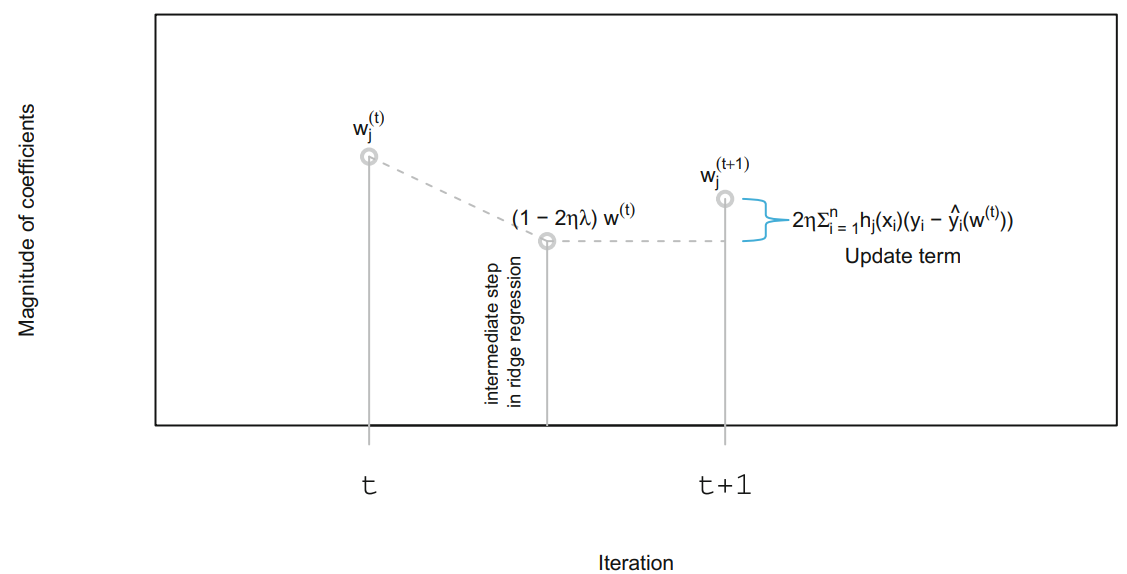 Magnitude of coefficients
w_j^(t)
w_j^(t+1)
(1 − 2ηλ) w^(t)
2ηΣ_{i = 1}^n h_j(x_i)(y_i − ŷ_i(w^(t)))
Update term
intermediate step
in ridge regression
t
t+1
Iteration